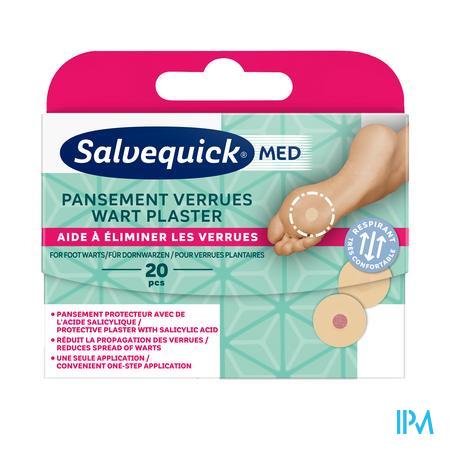 Salvequick® MED
PANSEMENT VERRUES
WART PLASTER
AIDE À ÉLIMINER LES VERRUES
FOR FOOT WARTS/FÜR DORNWARZEN/POUR VERRUES PLANTAIRES
20
pcs
RESPIRANT
TRÈS CONFORTABLE
• PANSEMENT PROTECTEUR AVEC DE
L'ACIDE SALICYLIQUE /
PROTECTIVE PLASTER WITH SALICYLIC ACID
• RÉDUIT LA PROPAGATION DES VERRUES /
REDUCES SPREAD OF WARTS
• UNE SEULE APPLICATION /
CONVENIENT ONE-STEP APPLICATION
IPM